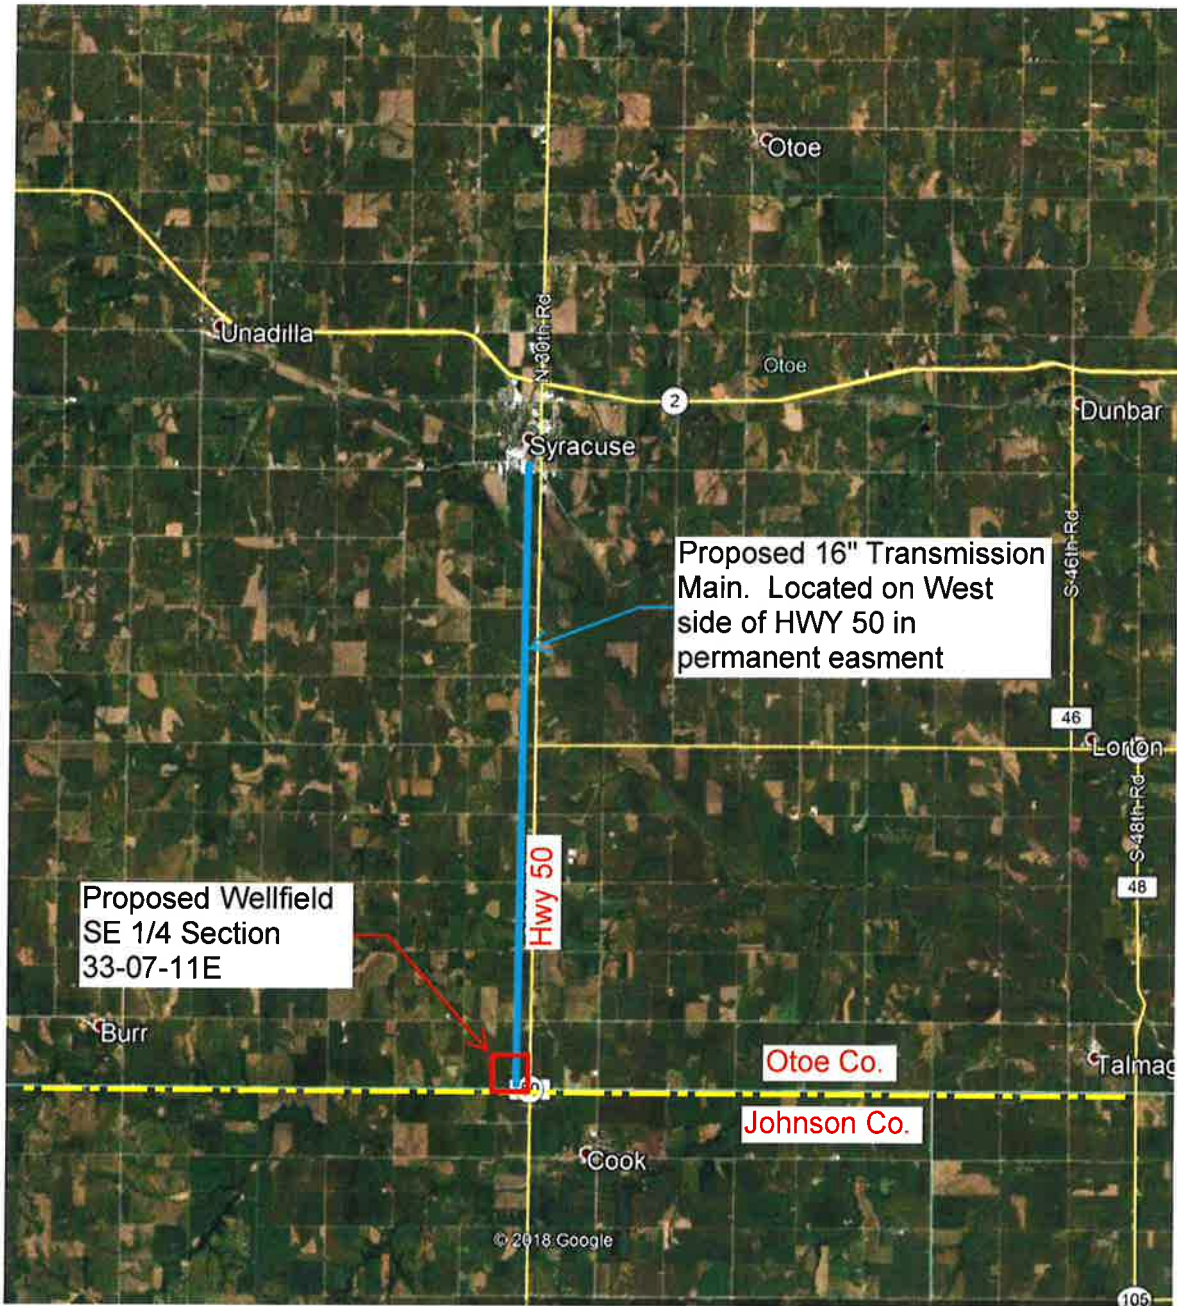 Otoe
N 30th Rd
Unadilla
Otoe
2
Dunbar
Syracuse
S 46th Rd
Proposed 16" Transmission
Main. Located on West
side of HWY 50 in
permanent easment
46
Lorton
S 48th Rd
48
Hwy 50
Proposed Wellfield
SE 1/4 Section
33-07-11E
Burr
Otoe Co.
Talmag
Johnson Co.
Cook
© 2018 Google
105